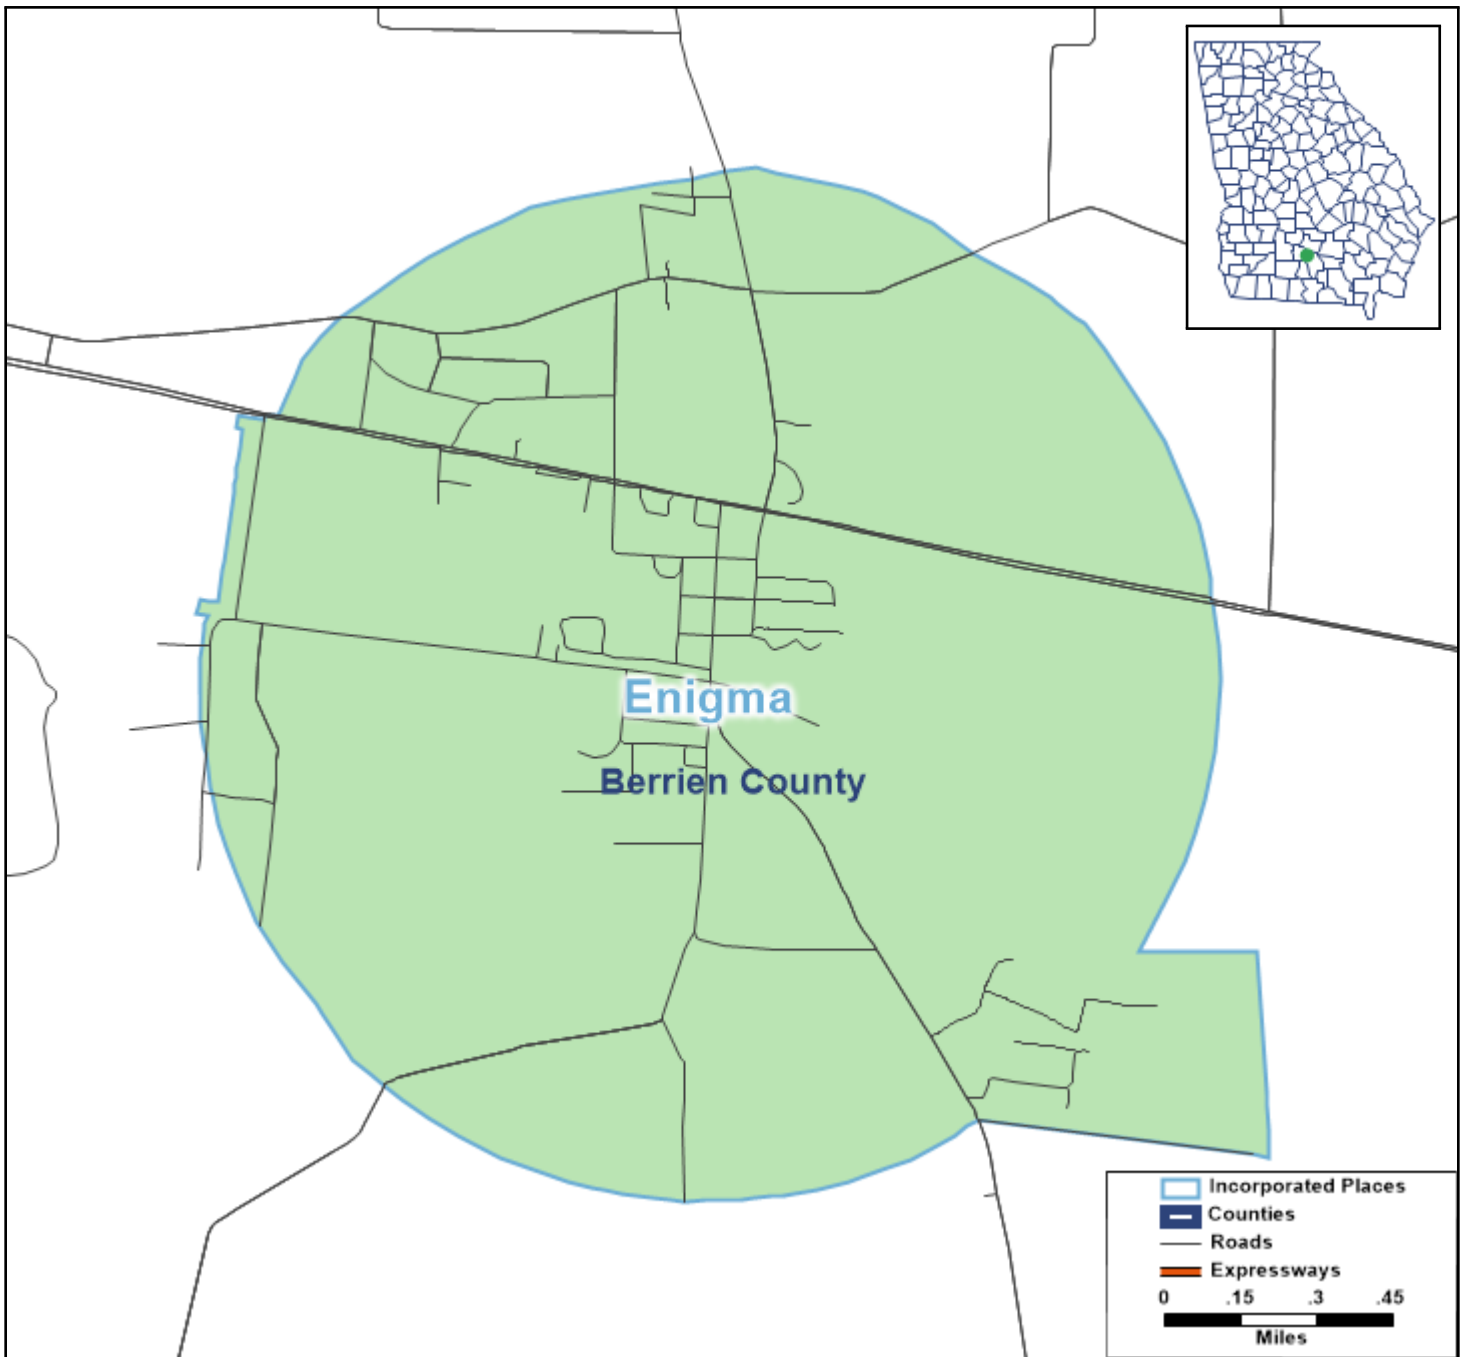 Enigma
Berrien County
Incorporated Places
Counties
Roads
Expressways
0 .15 .3 .45
Miles